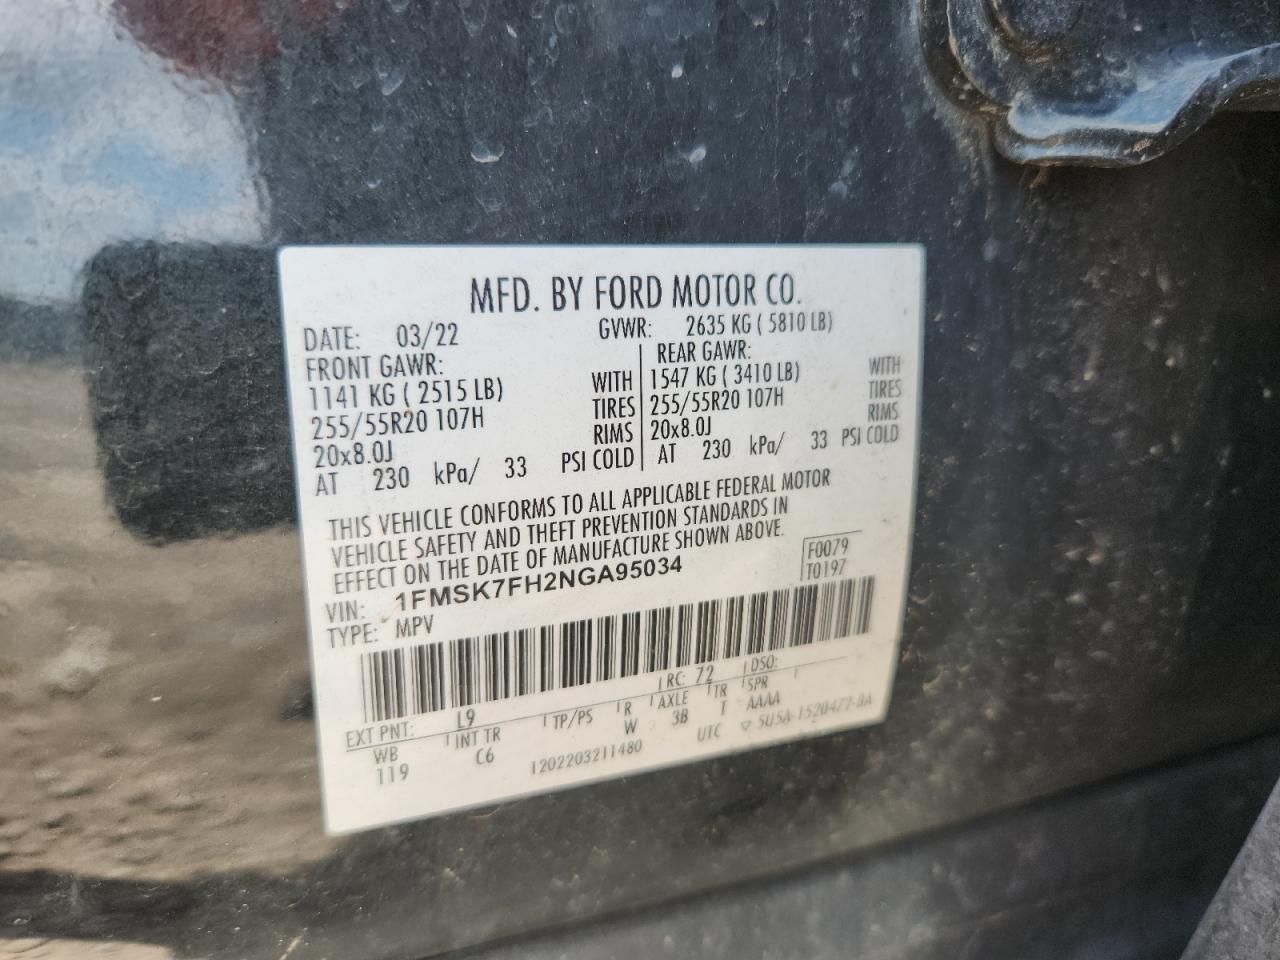 MFD. BY FORD MOTOR CO.
DATE: 03/22 GVWR: 2635 KG ( 5810 LB)
FRONT GAWR: REAR GAWR:
1141 KG ( 2515 LB) WITH 1547 KG ( 3410 LB) WITH
255/55R20 107H TIRES 255/55R20 107H TIRES
20x8.0J RIMS 20x8.0J RIMS
AT 230 kPa/ 33 PSI COLD AT 230 kPa/ 33 PSI COLD
THIS VEHICLE CONFORMS TO ALL APPLICABLE FEDERAL MOTOR
VEHICLE SAFETY AND THEFT PREVENTION STANDARDS IN
EFFECT ON THE DATE OF MANUFACTURE SHOWN ABOVE.
VIN: 1FMSK7FH2NGA95034 F0079
TYPE: MPV T0197
EXT PNT: L9 RC: 72 DSO:
WB INT TR TP/PS R AXLE TR SPR
119 C6 W 3B T AAAA
1202203211480 UTC ▽ 5U5A-1520472-BA